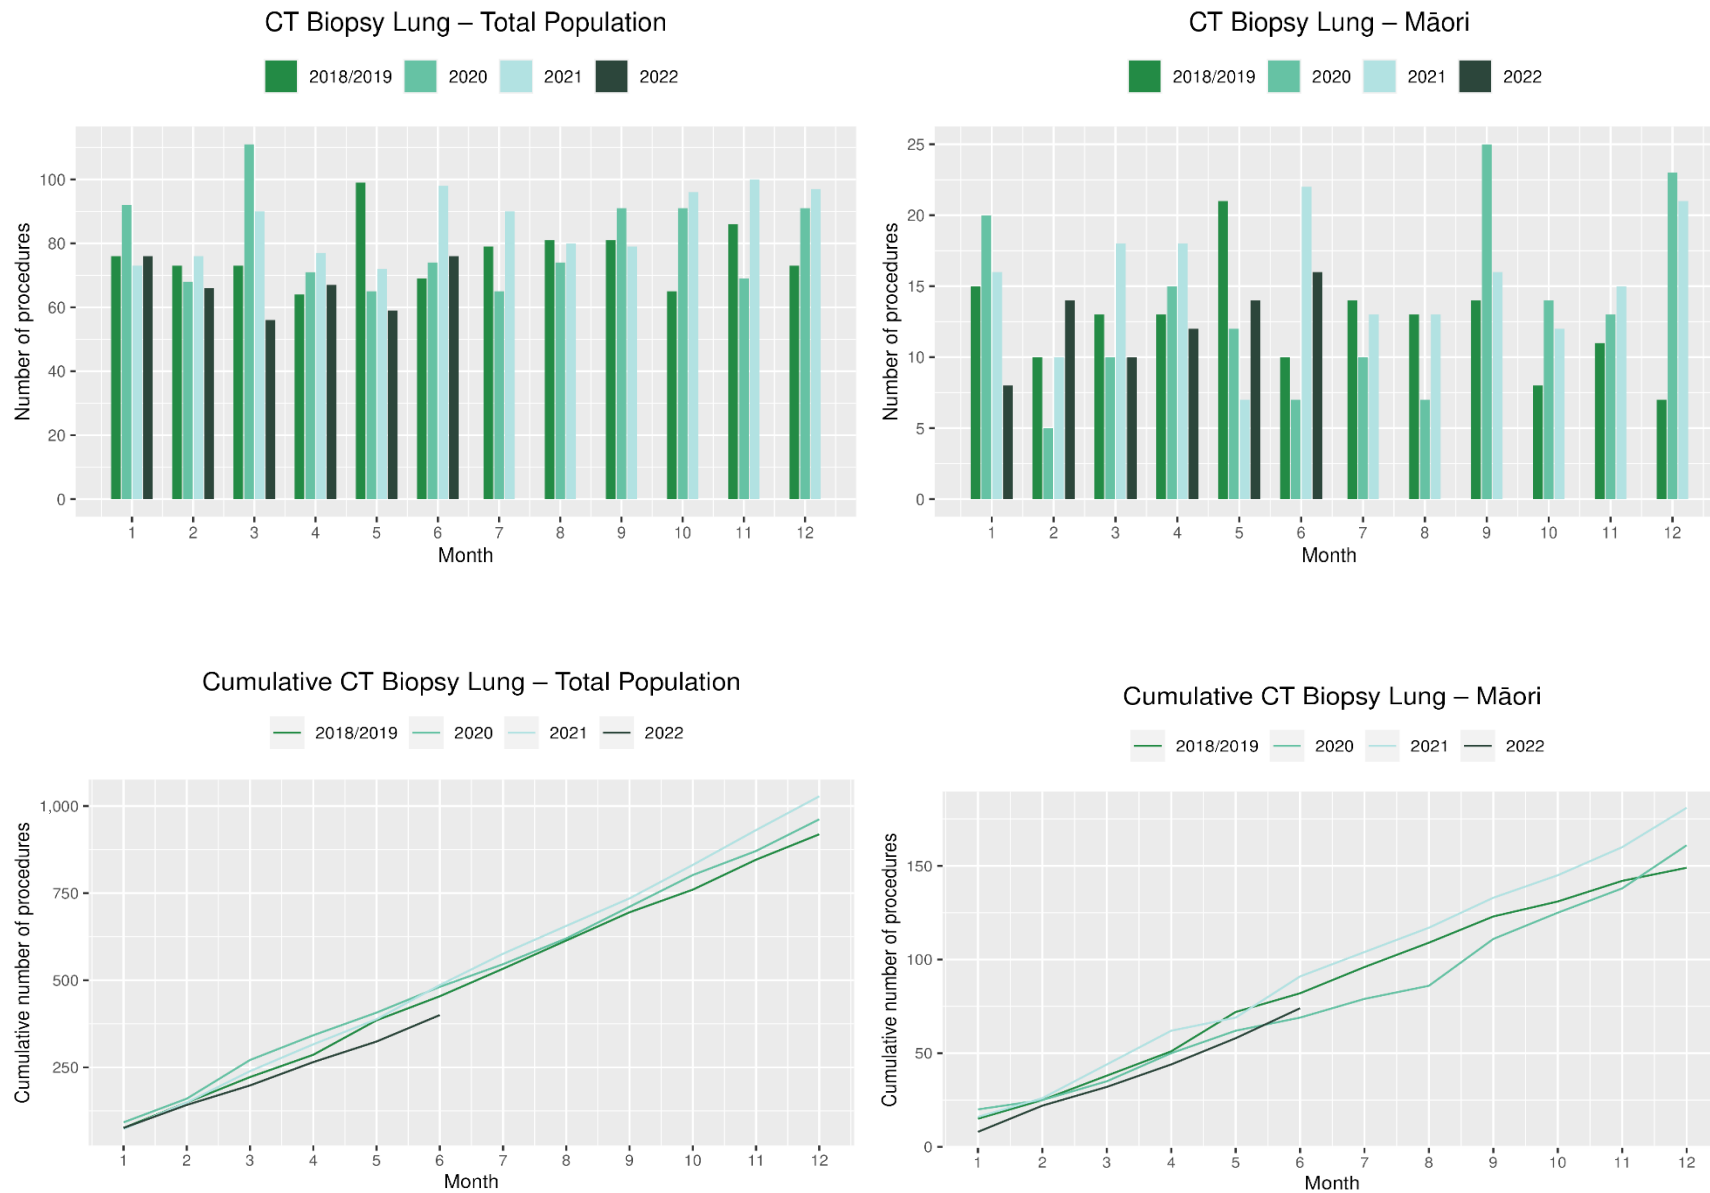 CT Biopsy Lung – Total Population
2018/2019 2020 2021 2022
Number of procedures
100
80
60
40
20
0
1 2 3 4 5 6 7 8 9 10 11 12
Month
CT Biopsy Lung – Māori
2018/2019 2020 2021 2022
Number of procedures
25
20
15
10
5
0
1 2 3 4 5 6 7 8 9 10 11 12
Month
Cumulative CT Biopsy Lung – Total Population
2018/2019 2020 2021 2022
Cumulative number of procedures
1,000
750
500
250
1 2 3 4 5 6 7 8 9 10 11 12
Month
Cumulative CT Biopsy Lung – Māori
2018/2019 2020 2021 2022
Cumulative number of procedures
150
100
50
0
1 2 3 4 5 6 7 8 9 10 11 12
Month